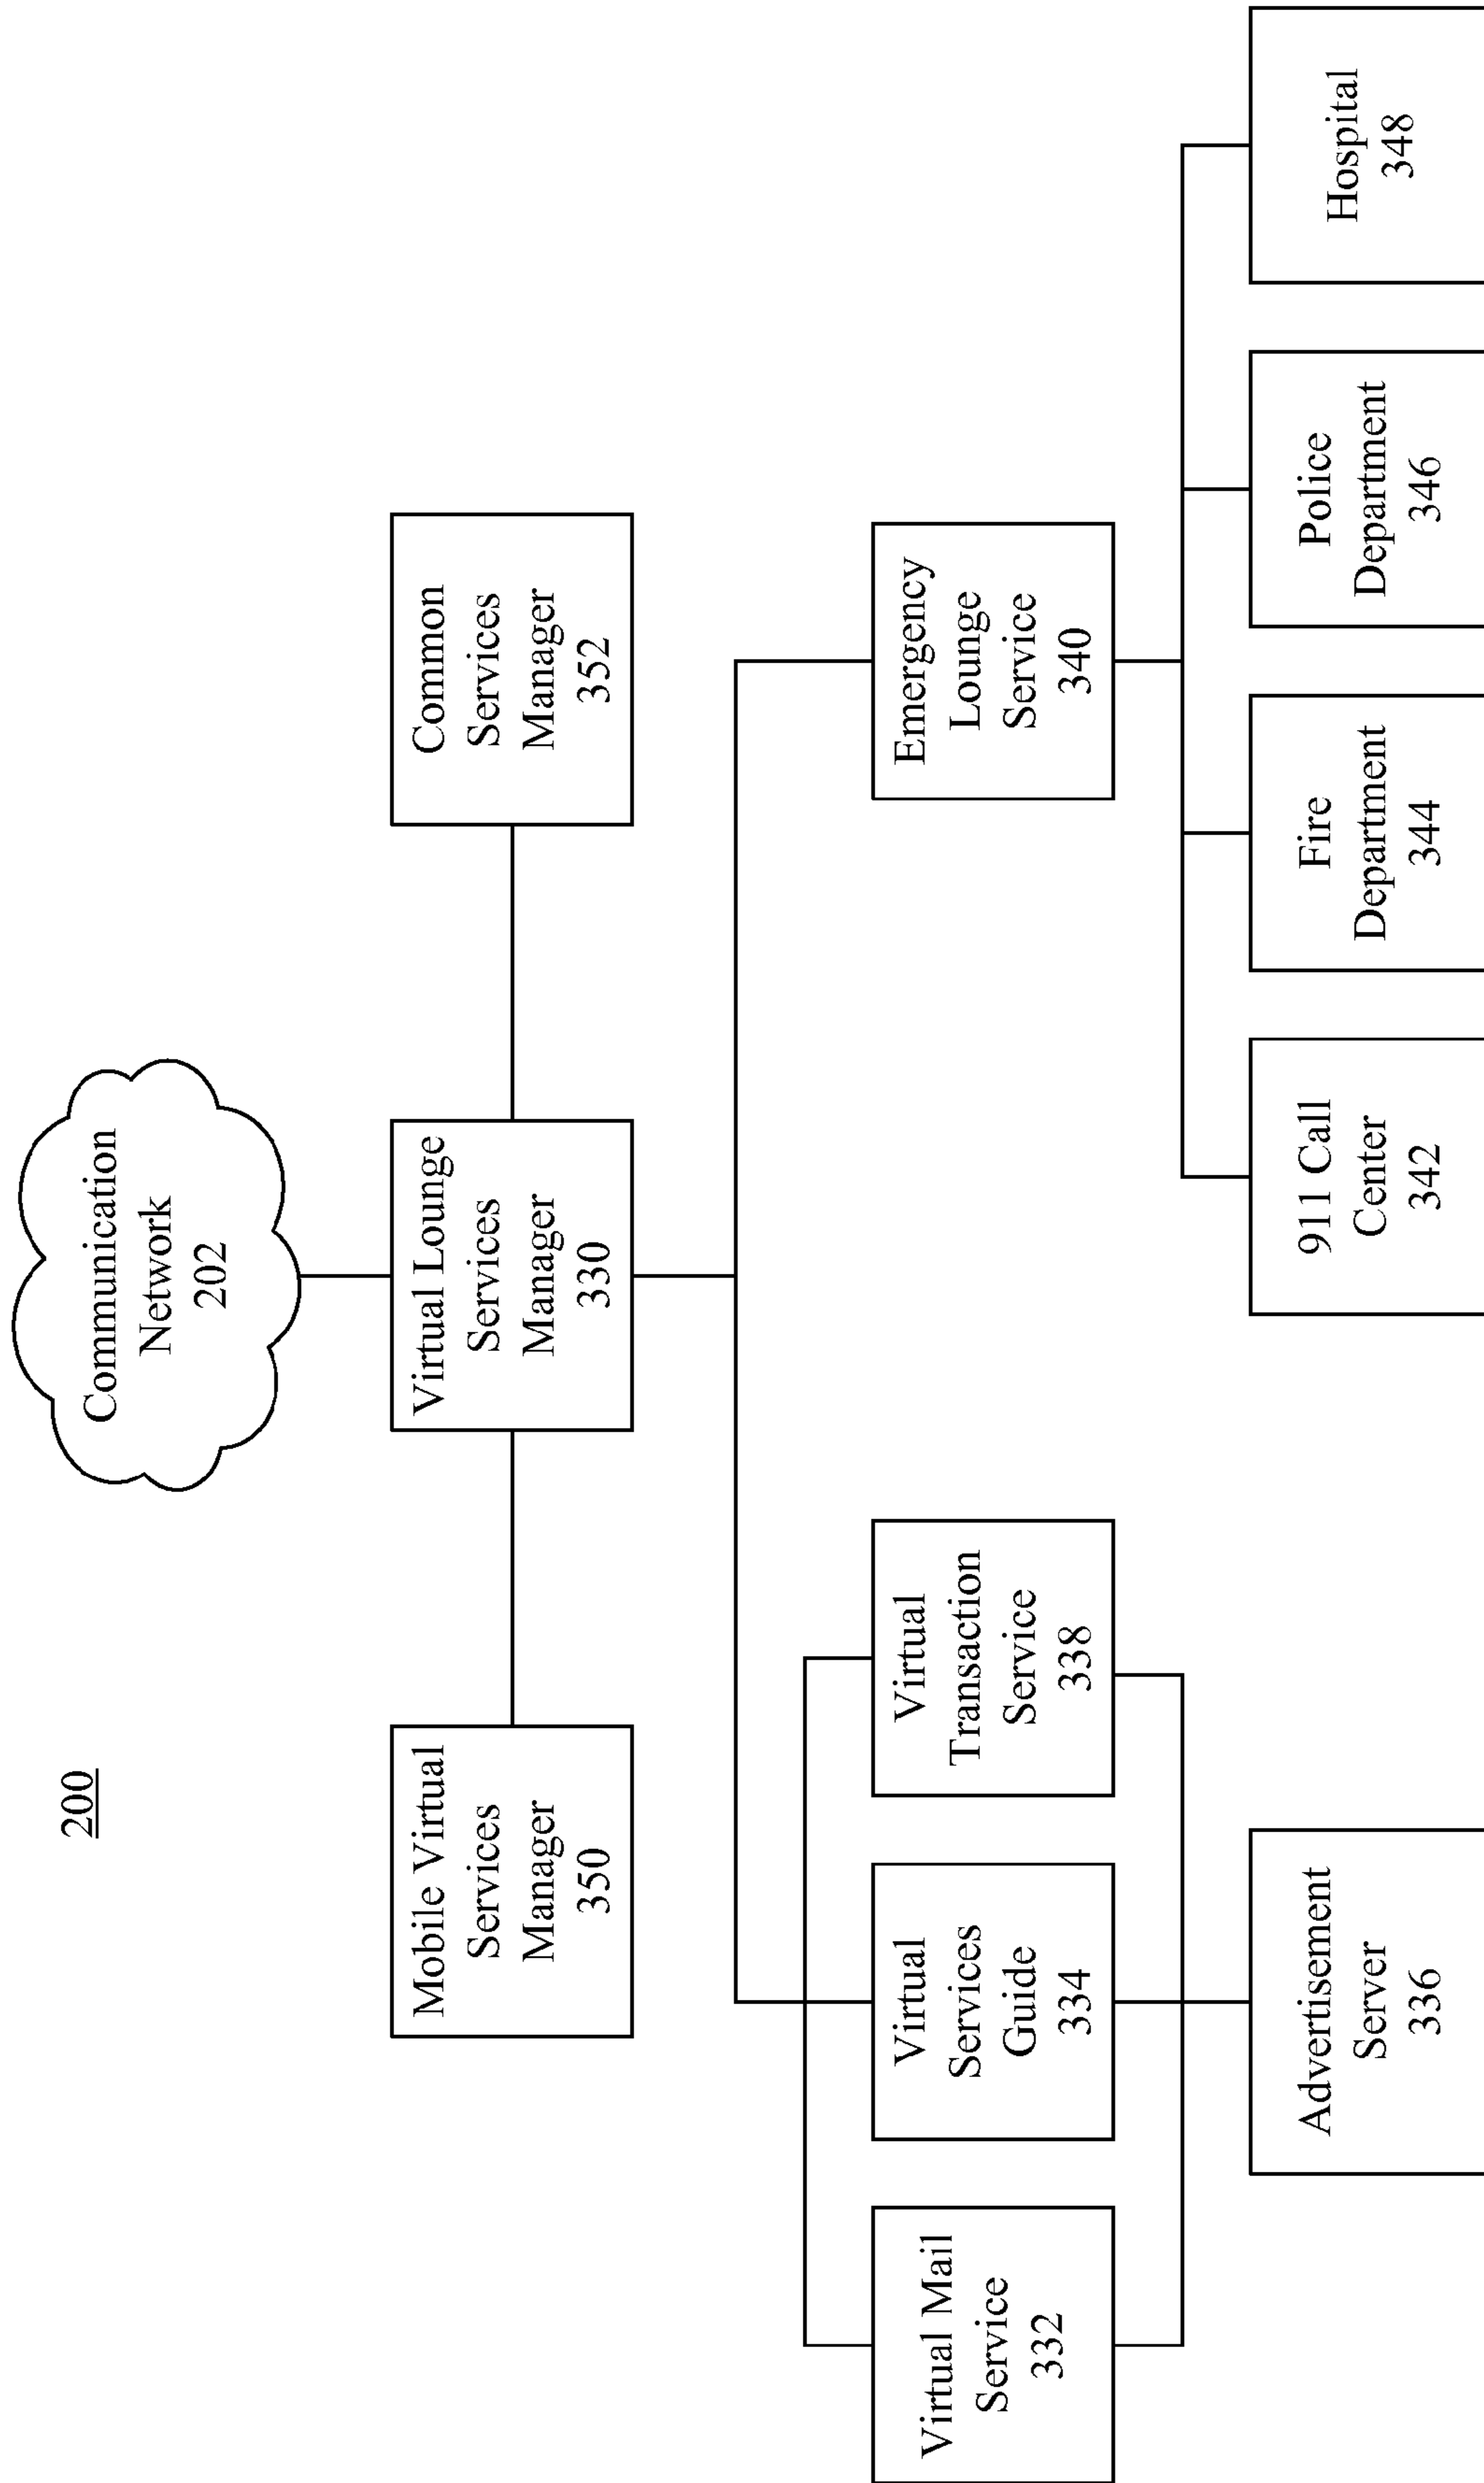 200
Communication
Network
202
Mobile Virtual
Services
Manager
350
Virtual Lounge
Services
Manager
330
Common
Services
Manager
352
Virtual Mail
Service
332
Virtual
Services
Guide
334
Virtual
Transaction
Service
338
Emergency
Lounge
Service
340
Advertisement
Server
336
911 Call
Center
342
Fire
Department
344
Police
Department
346
Hospital
348